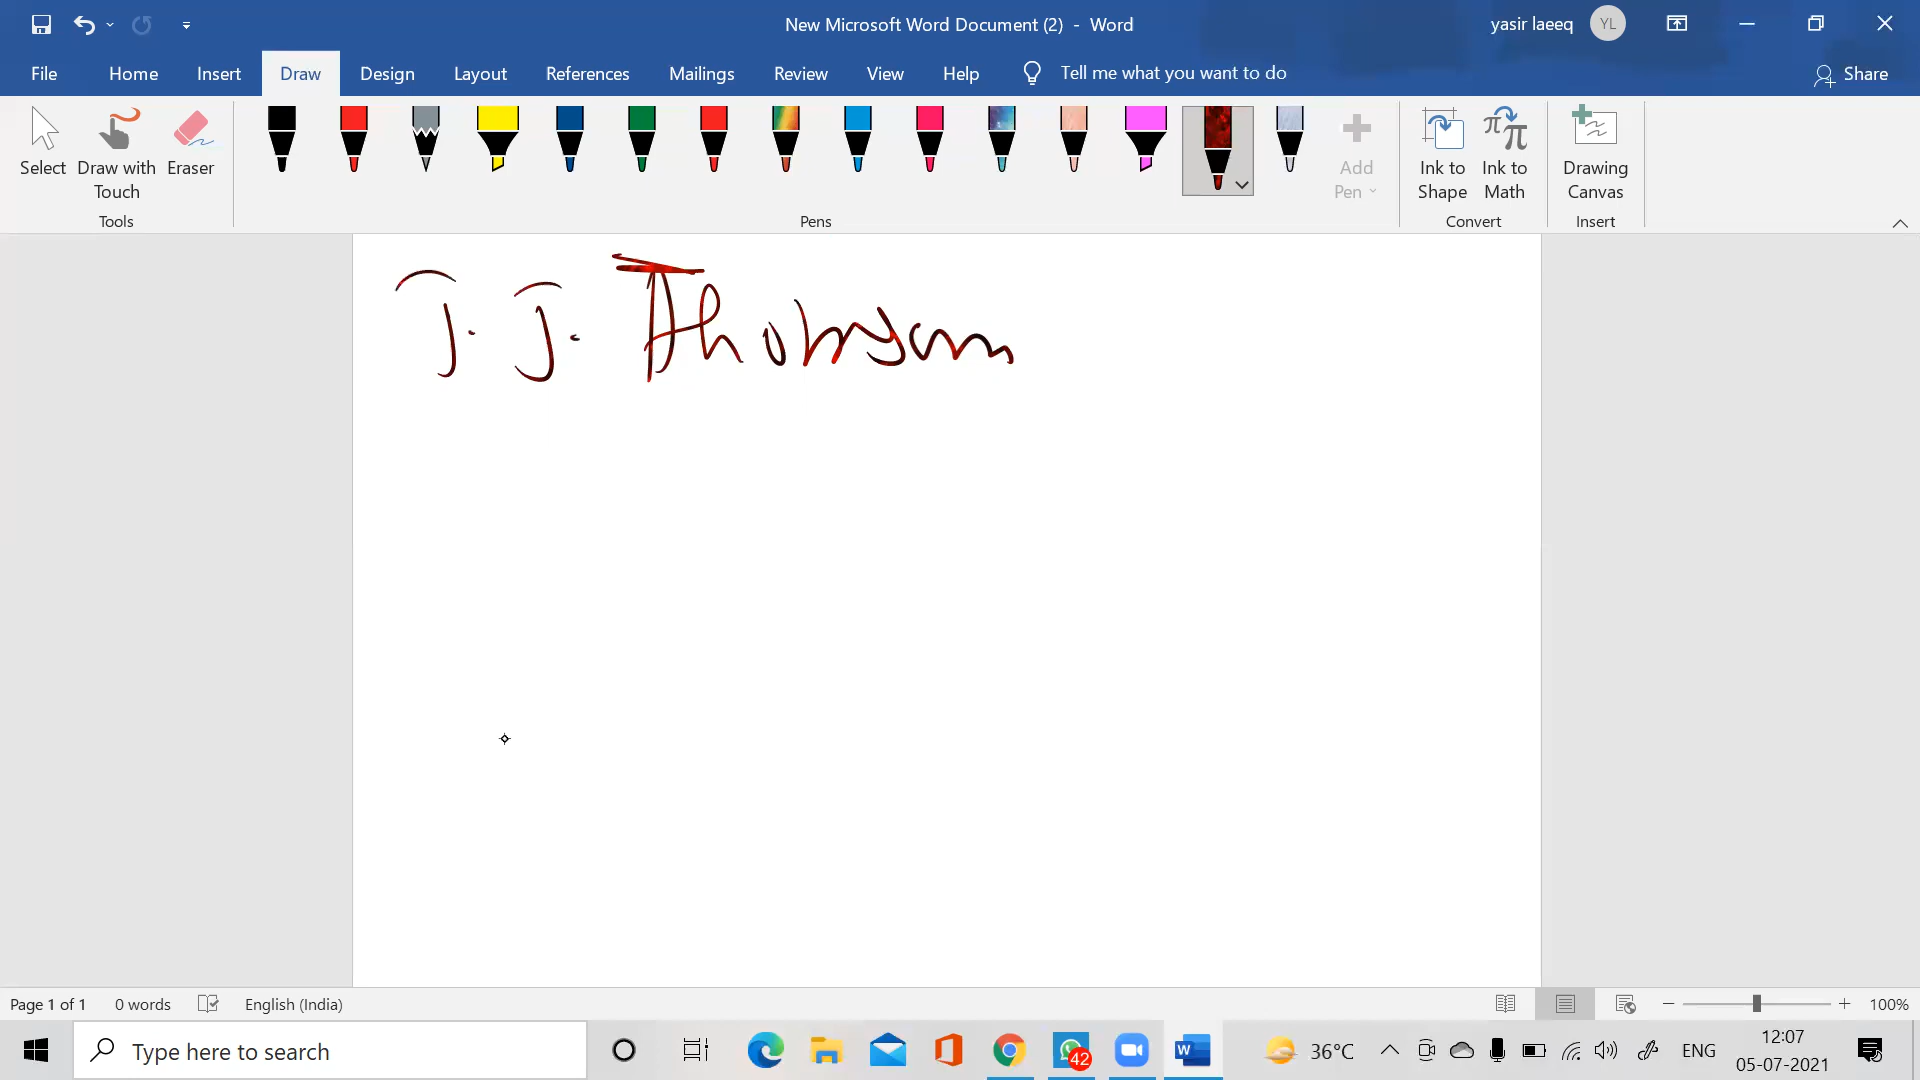 New Microsoft Word Document (2) - Word
yasir laeeq YL
File Home Insert Draw Design Layout References Mailings Review View Help Tell me what you want to do Share
Select Draw with Touch Eraser Add Pen Ink to Shape Ink to Math Drawing Canvas
Tools Pens Convert Insert
J. J. Thomson
Page 1 of 1 0 words English (India) 100%
Type here to search 42 36°C ENG 12:07
05-07-2021